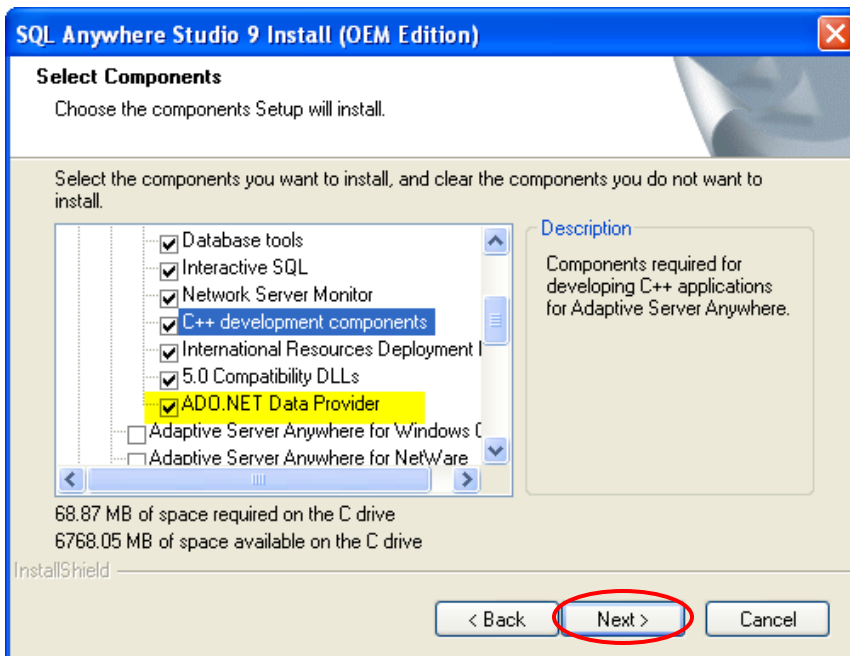 SQL Anywhere Studio 9 Install (OEM Edition)
Select Components
Choose the components Setup will install.
Select the components you want to install, and clear the components you do not want to
install.
Database tools
Interactive SQL
Network Server Monitor
C++ development components
International Resources Deployment
5.0 Compatibility DLLs
ADO.NET Data Provider
Adaptive Server Anywhere for Windows
Adaptive Server Anywhere for NetWare
Description
Components required for
developing C++ applications
for Adaptive Server Anywhere.
68.87 MB of space required on the C drive
6768.05 MB of space available on the C drive
InstallShield
< Back
Next >
Cancel